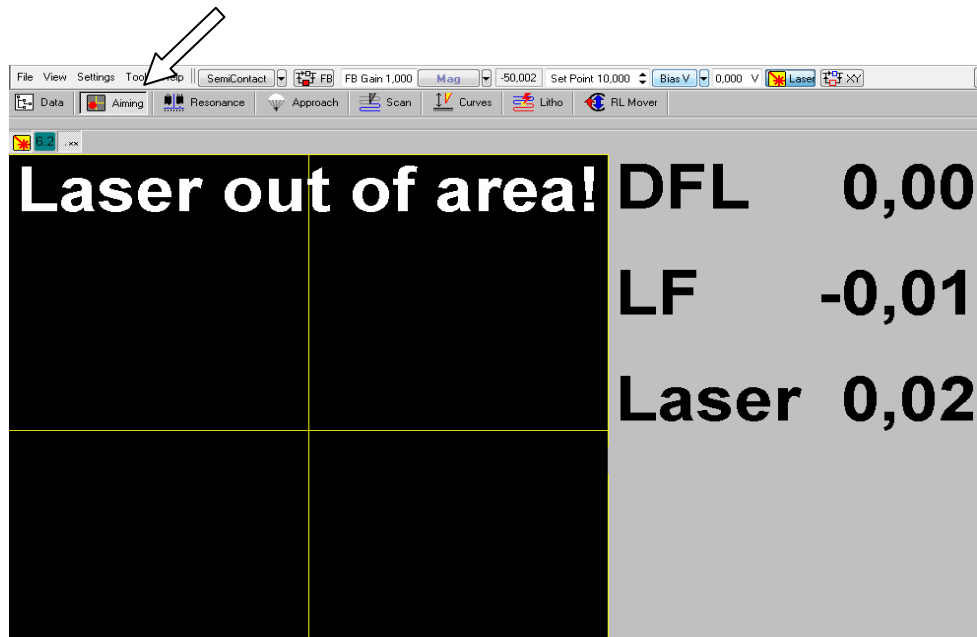 File View Settings Tools Help SemiContact FB FB Gain 1,000 Mag -50,002 Set Point 10,000 Bias V 0,000 V Laser XY
Data Aiming Resonance Approach Scan Curves Litho RL Mover
6.2 .xx
Laser out of area! DFL 0,00
LF -0,01
Laser 0,02